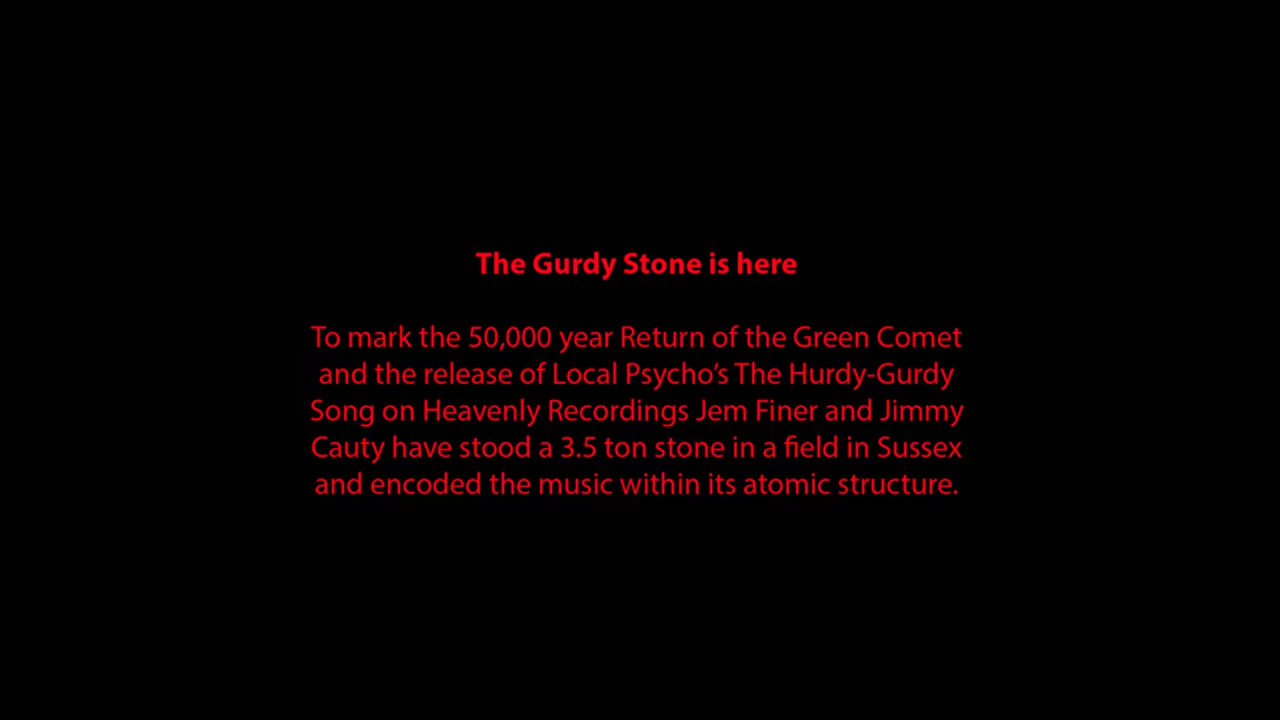 The Gurdy Stone is here
To mark the 50,000 year Return of the Green Comet
and the release of Local Psycho's The Hurdy-Gurdy
Song on Heavenly Recordings Jem Finer and Jimmy
Cauty have stood a 3.5 ton stone in a field in Sussex
and encoded the music within its atomic structure.